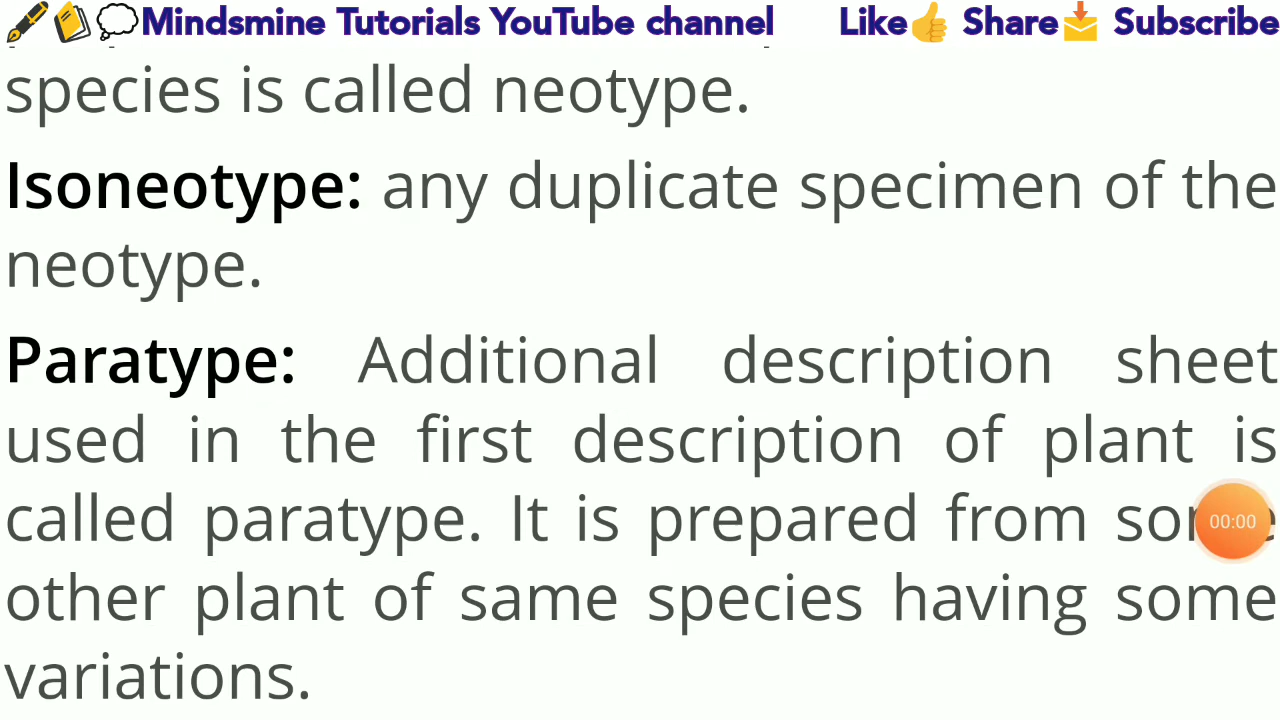 Mindsmine Tutorials YouTube channel Like Share Subscribe
species is called neotype.
Isoneotype: any duplicate specimen of the
neotype.
Paratype: Additional description sheet
used in the first description of plant is
called paratype. It is prepared from some
00:00
other plant of same species having some
variations.